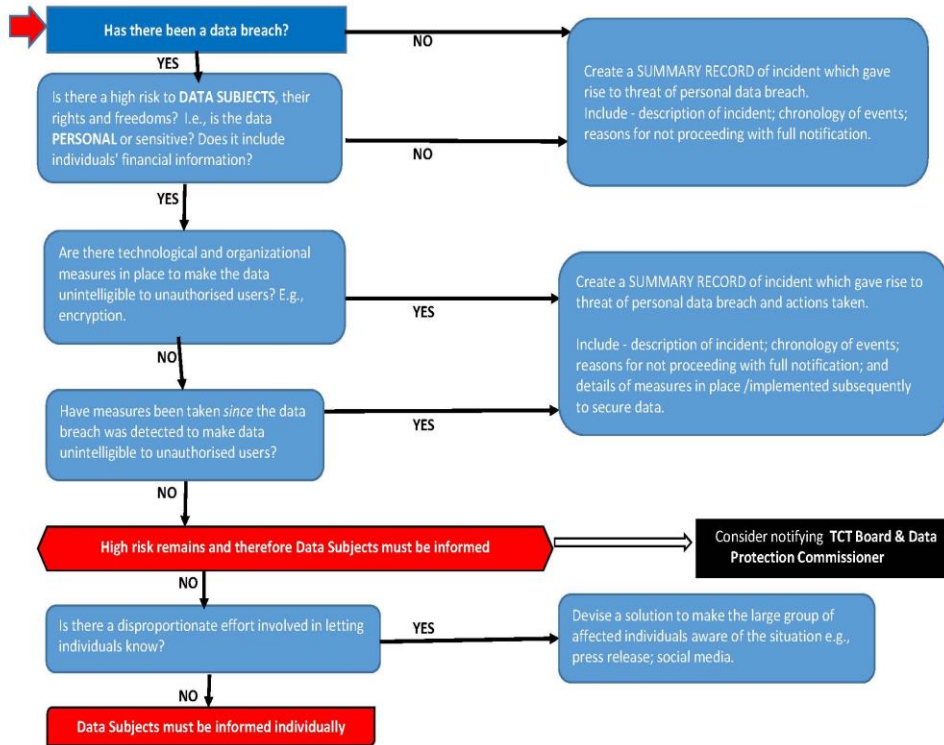 Has there been a data breach?
NO
YES
Create a SUMMARY RECORD of incident which gave
rise to threat of personal data breach.
Include - description of incident; chronology of events;
reasons for not proceeding with full notification.
Is there a high risk to DATA SUBJECTS, their
rights and freedoms? I.e., is the data
PERSONAL or sensitive? Does it include
individuals' financial information?
NO
YES
Are there technological and organizational
measures in place to make the data
unintelligible to unauthorised users? E.g.,
encryption.
YES
NO
Create a SUMMARY RECORD of incident which gave rise to
threat of personal data breach and actions taken.
Include - description of incident; chronology of events;
reasons for not proceeding with full notification; and
details of measures in place /implemented subsequently
to secure data.
Have measures been taken since the data
breach was detected to make data
unintelligible to unauthorised users?
YES
NO
High risk remains and therefore Data Subjects must be informed
Consider notifying TCT Board & Data
Protection Commissioner
NO
Is there a disproportionate effort involved in letting
individuals know?
YES
Devise a solution to make the large group of
affected individuals aware of the situation e.g.,
press release; social media.
NO
Data Subjects must be informed individually